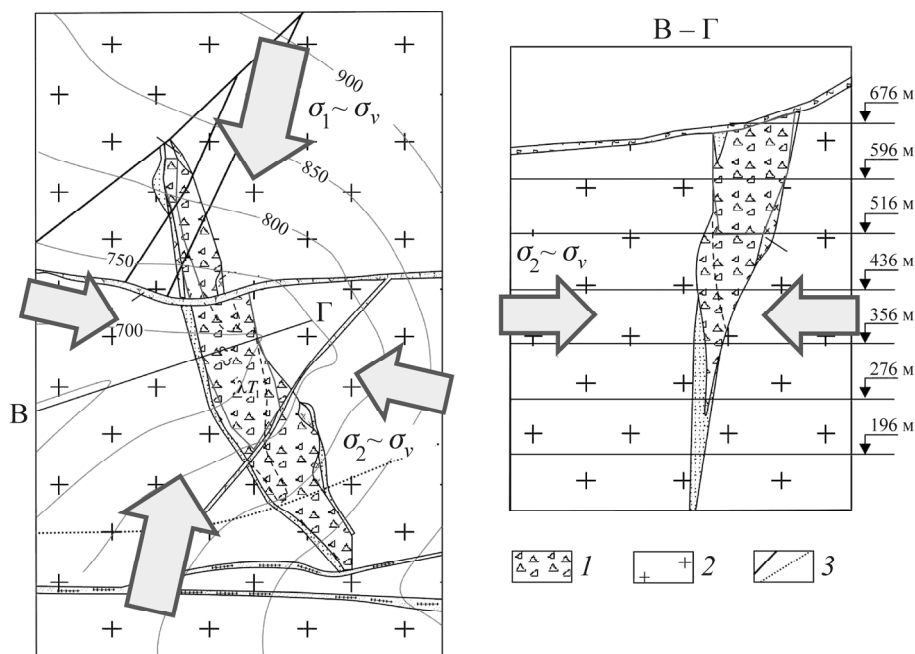 900
σ₁ ~ σᵥ
850
800
750
700
Г
λT₁
В
σ₂ ~ σᵥ
В – Г
676 м
596 м
516 м
σ₂ ~ σᵥ
436 м
356 м
276 м
196 м
1
2
3